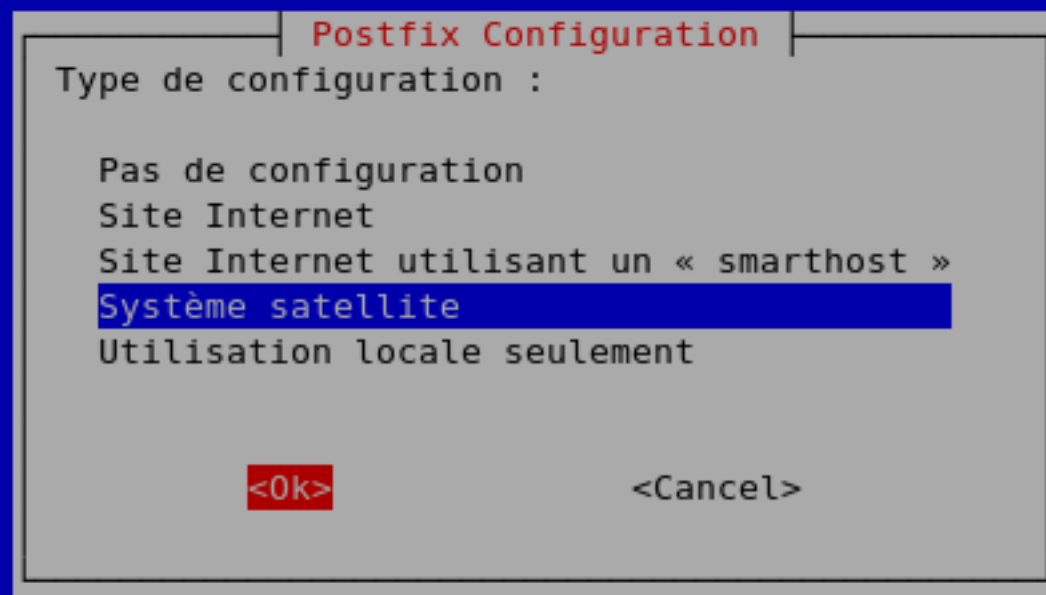 Postfix Configuration
Type de configuration :
Pas de configuration
Site Internet
Site Internet utilisant un « smarthost »
Système satellite
Utilisation locale seulement
<Ok> <Cancel>